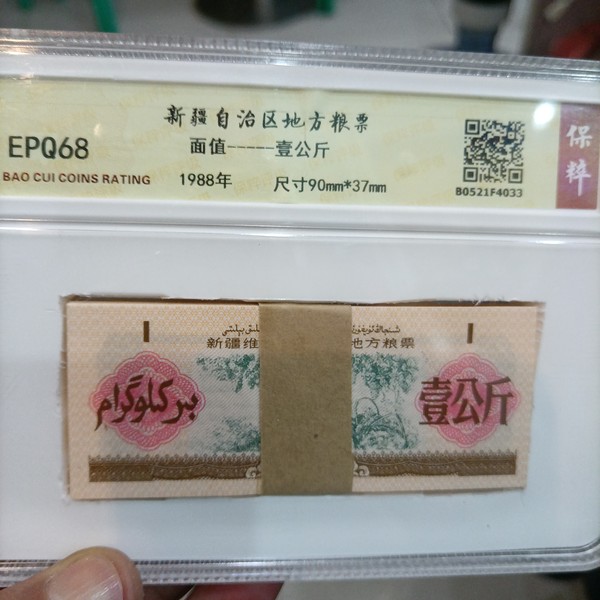 新疆自治区地方粮票
面值-----壹公斤
EPQ68
BAO CUI COINS RATING
1988年 尺寸90mm*37mm
B0521F4033
保粹
I I
新疆维 地方粮票
بىر كىلوگرام
壹公斤